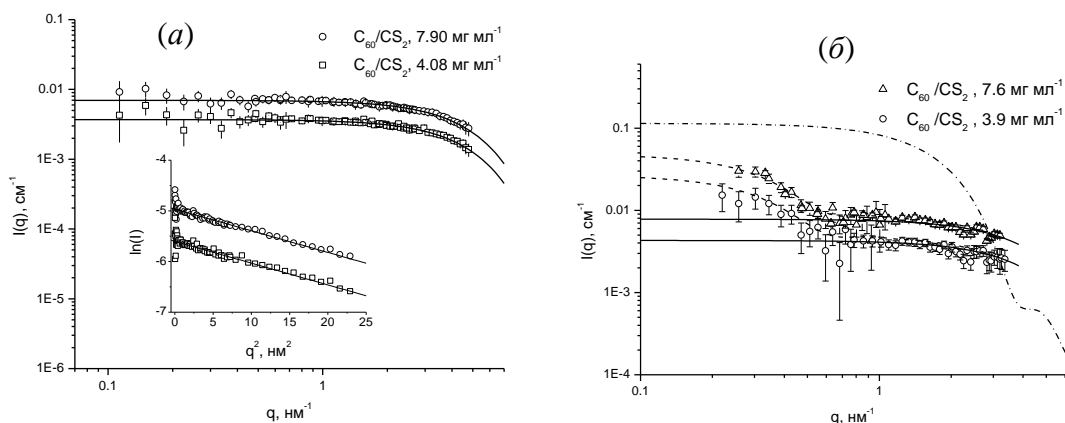 (а)
C₆₀/CS₂, 7.90 мг мл⁻¹
C₆₀/CS₂, 4.08 мг мл⁻¹
0.1
0.01
1E-3
1E-4
1E-5
1E-6
I(q), см⁻¹
0.1
1
q, нм⁻¹
-4
-5
-6
-7
ln(I)
0
5
10
15
20
25
q², нм²
(б)
C₆₀ /CS₂ , 7.6 мг мл⁻¹
C₆₀ /CS₂ , 3.9 мг мл⁻¹
1
0.1
0.01
1E-3
1E-4
I(q), см⁻¹
0.1
1
q, нм⁻¹